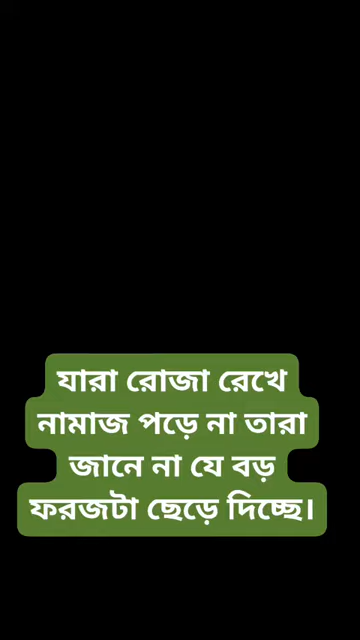 যারা রোজা রেখে
নামাজ পড়ে না তারা
জানে না যে বড়
ফরজটা ছেড়ে দিচ্ছে।